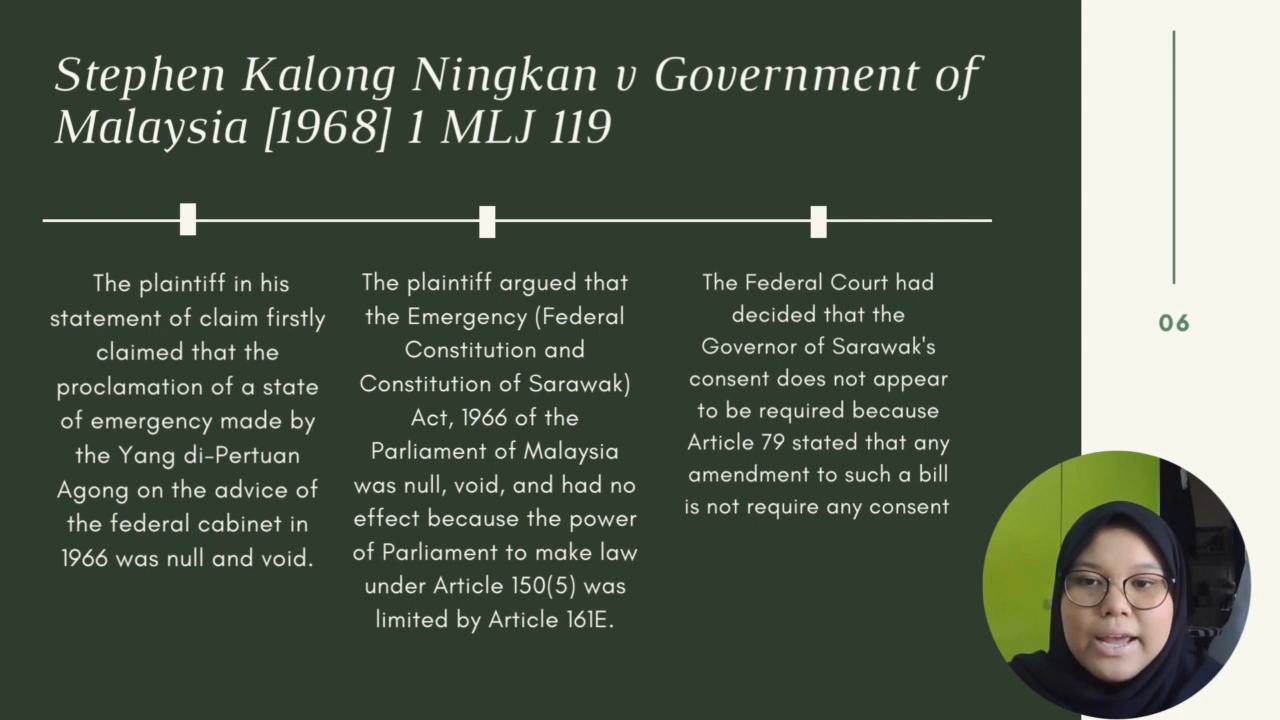 Stephen Kalong Ningkan v Government of
Malaysia [1968] 1 MLJ 119
The plaintiff in his
statement of claim firstly
claimed that the
proclamation of a state
of emergency made by
the Yang di-Pertuan
Agong on the advice of
the federal cabinet in
1966 was null and void.
The plaintiff argued that
the Emergency (Federal
Constitution and
Constitution of Sarawak)
Act, 1966 of the
Parliament of Malaysia
was null, void, and had no
effect because the power
of Parliament to make law
under Article 150(5) was
limited by Article 161E.
The Federal Court had
decided that the
Governor of Sarawak's
consent does not appear
to be required because
Article 79 stated that any
amendment to such a bill
is not require any consent
06